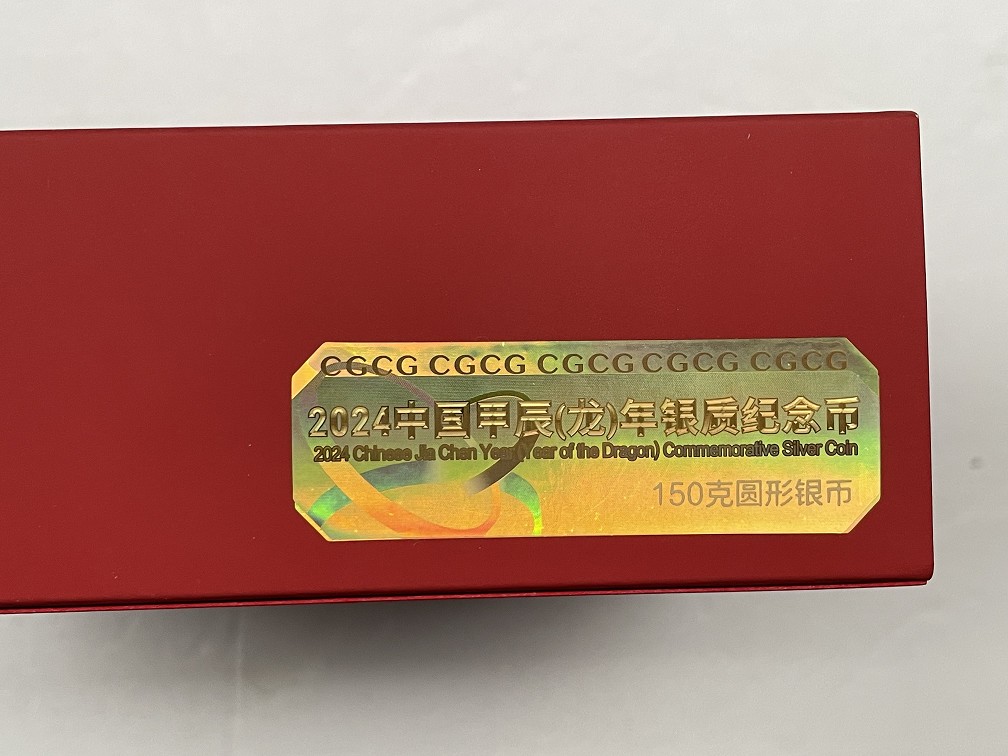 CGCG CGCG CGCG CGCG CGCG
2024中国甲辰(龙)年银质纪念币
2024 Chinese Jia Chen Year(Year of the Dragon) Commemorative Silver Coin
150克圆形银币